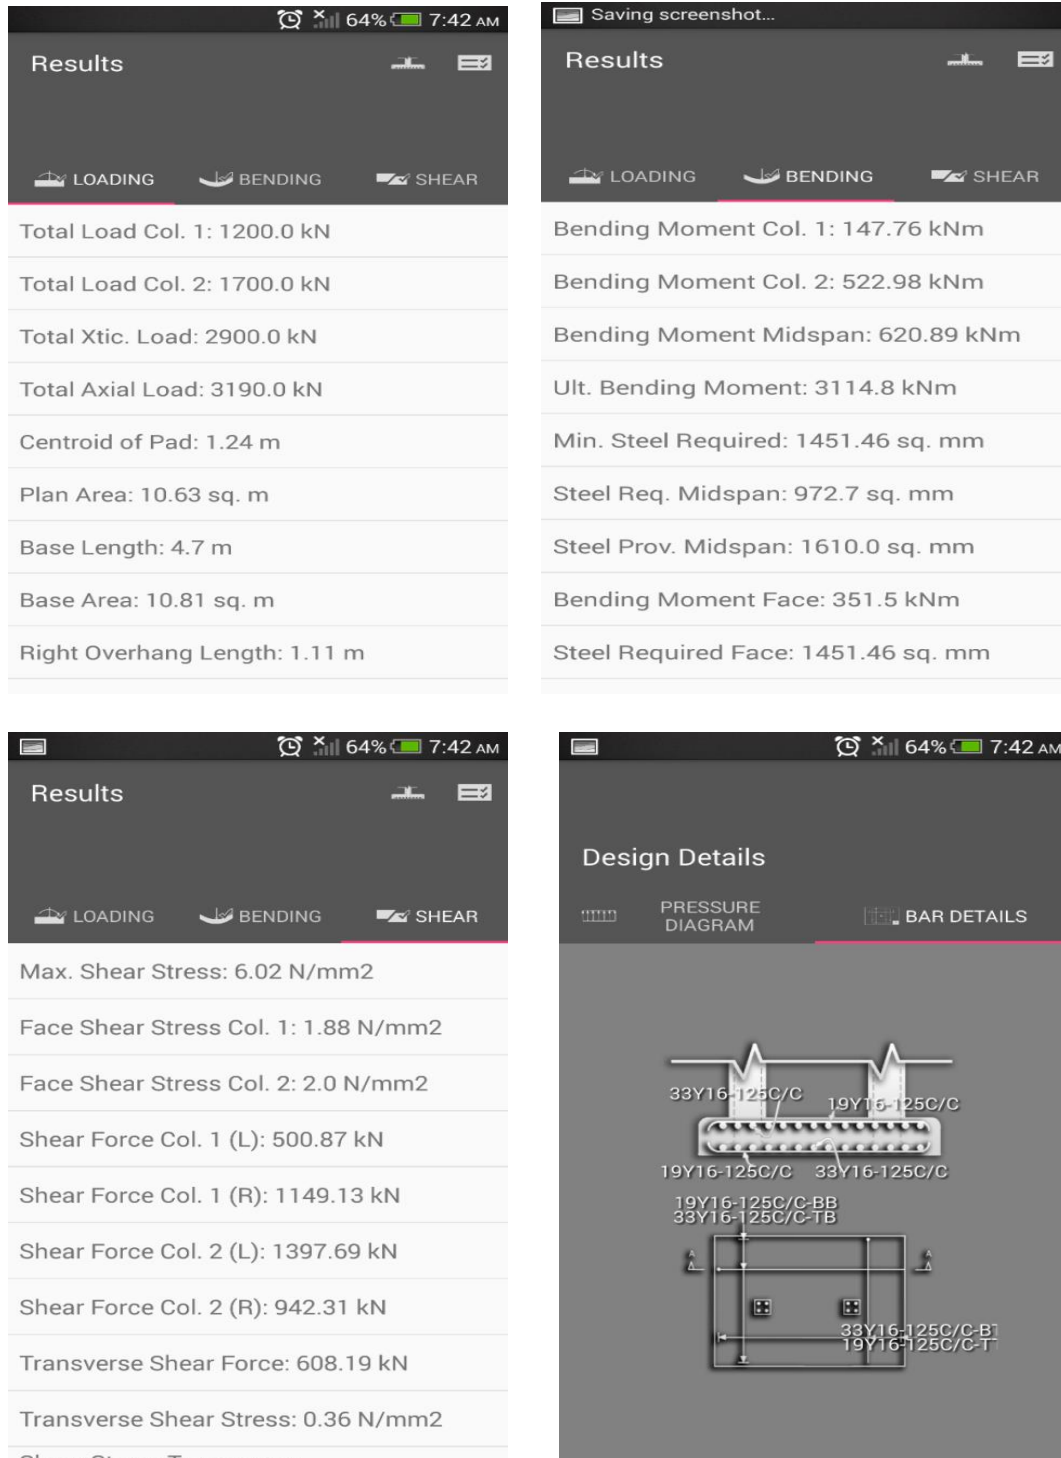 64% 7:42 AM
Results
LOADING BENDING SHEAR
Total Load Col. 1: 1200.0 kN
Total Load Col. 2: 1700.0 kN
Total Xtic. Load: 2900.0 kN
Total Axial Load: 3190.0 kN
Centroid of Pad: 1.24 m
Plan Area: 10.63 sq. m
Base Length: 4.7 m
Base Area: 10.81 sq. m
Right Overhang Length: 1.11 m
Saving screenshot...
Results
LOADING BENDING SHEAR
Bending Moment Col. 1: 147.76 kNm
Bending Moment Col. 2: 522.98 kNm
Bending Moment Midspan: 620.89 kNm
Ult. Bending Moment: 3114.8 kNm
Min. Steel Required: 1451.46 sq. mm
Steel Req. Midspan: 972.7 sq. mm
Steel Prov. Midspan: 1610.0 sq. mm
Bending Moment Face: 351.5 kNm
Steel Required Face: 1451.46 sq. mm
64% 7:42 AM
Results
LOADING BENDING SHEAR
Max. Shear Stress: 6.02 N/mm2
Face Shear Stress Col. 1: 1.88 N/mm2
Face Shear Stress Col. 2: 2.0 N/mm2
Shear Force Col. 1 (L): 500.87 kN
Shear Force Col. 1 (R): 1149.13 kN
Shear Force Col. 2 (L): 1397.69 kN
Shear Force Col. 2 (R): 942.31 kN
Transverse Shear Force: 608.19 kN
Transverse Shear Stress: 0.36 N/mm2
64% 7:42 AM
Design Details
PRESSURE
DIAGRAM
BAR DETAILS
33Y16-125C/C
19Y16-125C/C
19Y16-125C/C 33Y16-125C/C
19Y16-125C/C-BB
33Y16-125C/C-TB
A A
33Y16-125C/C-BT
19Y16-125C/C-T